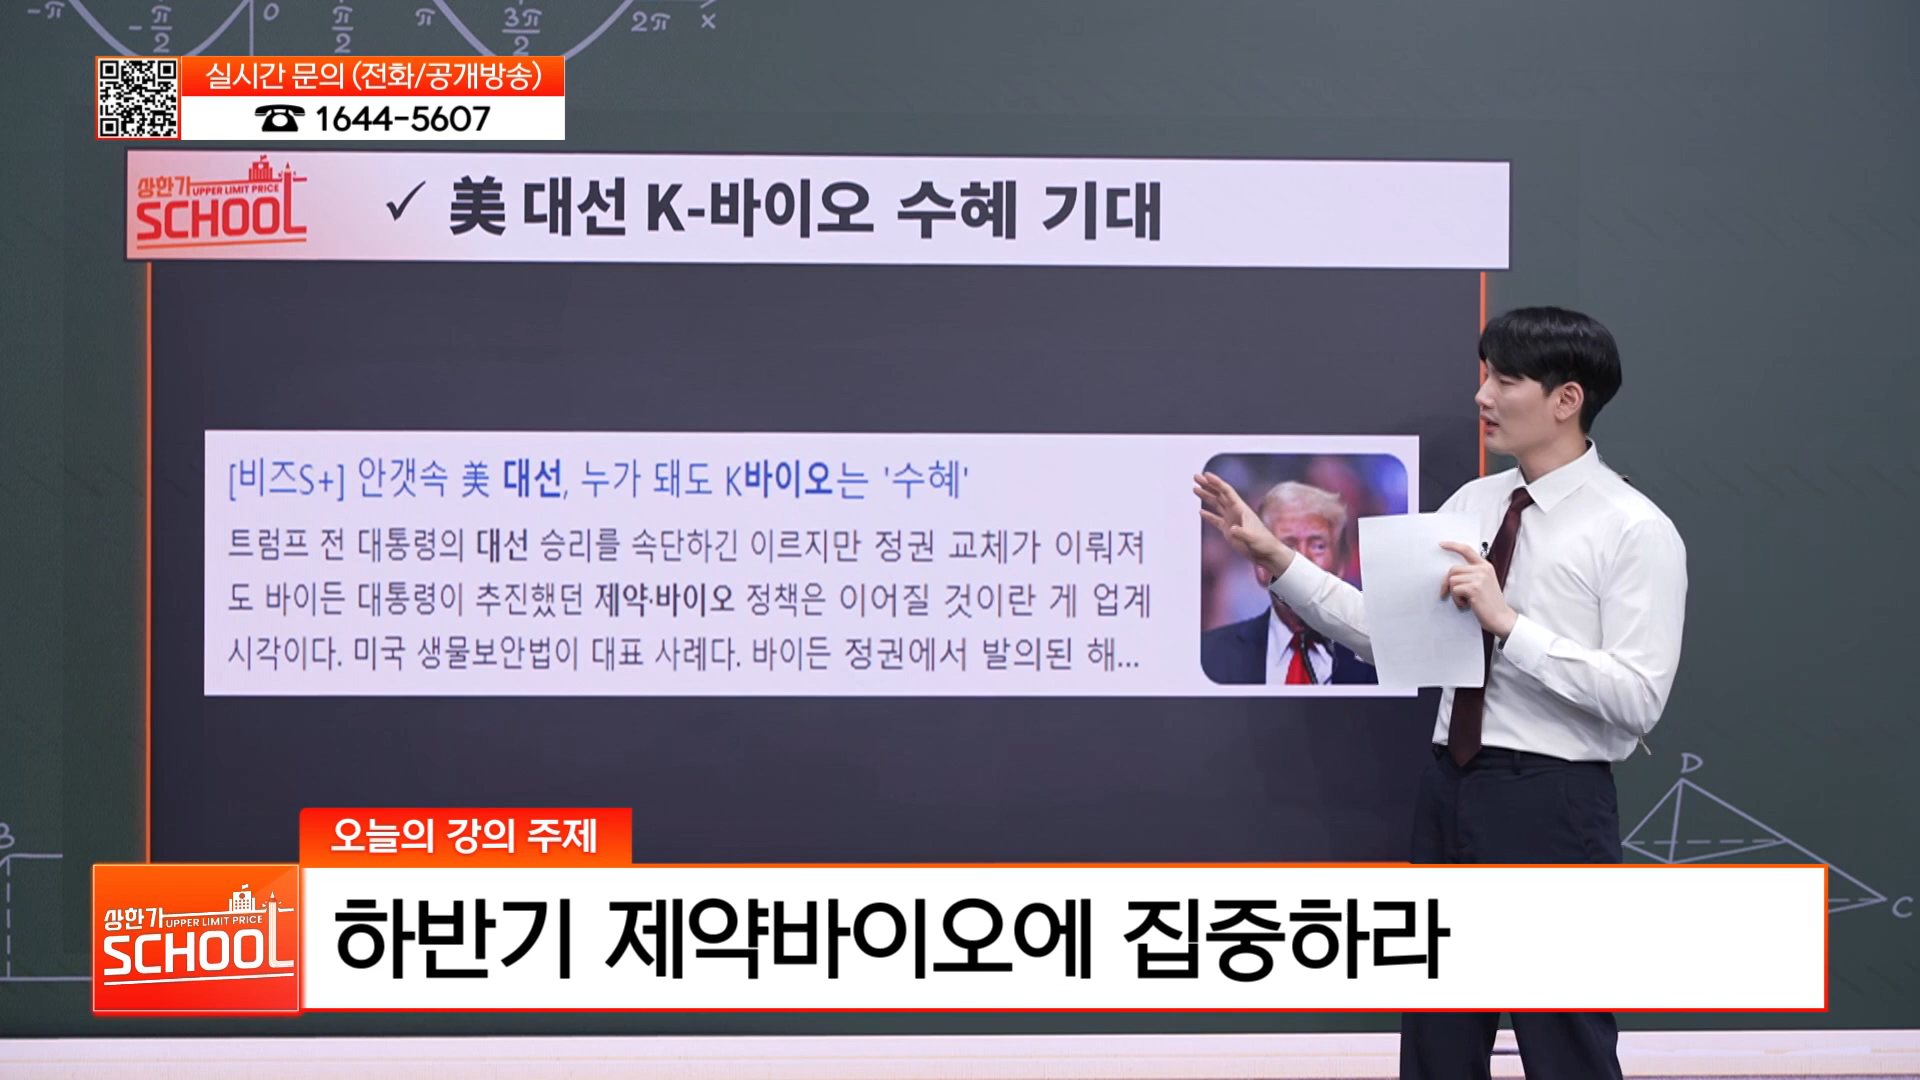 -π -π/2 0 π/2 π 3π/2 2π x
실시간 문의 (전화/공개방송)
☎ 1644-5607
상한가 UPPER LIMIT PRICE
SCHOOL
✓ 美 대선 K-바이오 수혜 기대
[비즈S+] 안갯속 美 대선, 누가 돼도 K바이오는 '수혜'
트럼프 전 대통령의 대선 승리를 속단하긴 이르지만 정권 교체가 이뤄져
도 바이든 대통령이 추진했던 제약·바이오 정책은 이어질 것이란 게 업계
시각이다. 미국 생물보안법이 대표 사례다. 바이든 정권에서 발의된 해...
D
B
C
오늘의 강의 주제
상한가 UPPER LIMIT PRICE
SCHOOL
하반기 제약바이오에 집중하라